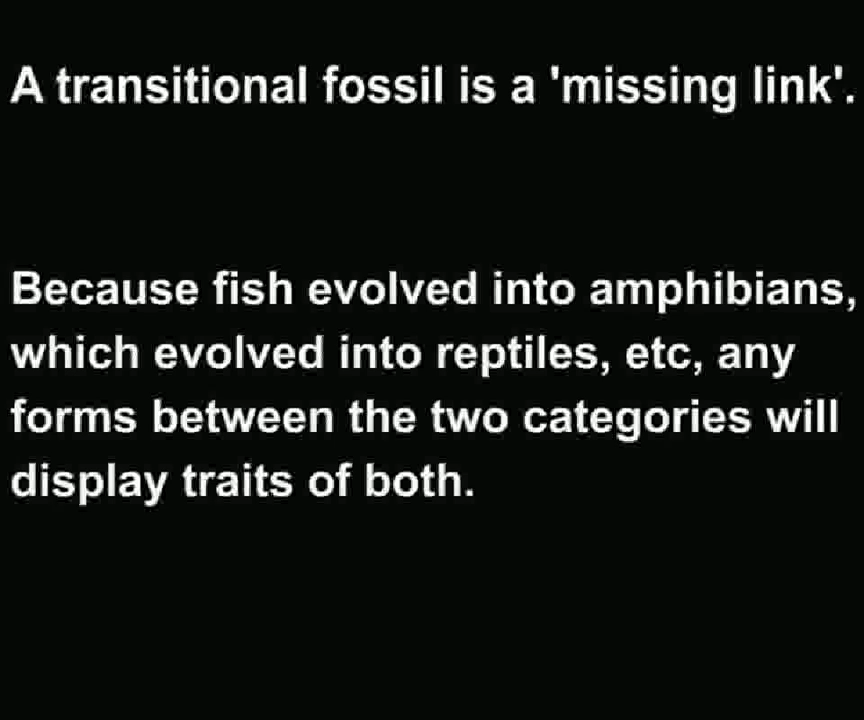 A transitional fossil is a 'missing link'.
Because fish evolved into amphibians,
which evolved into reptiles, etc, any
forms between the two categories will
display traits of both.